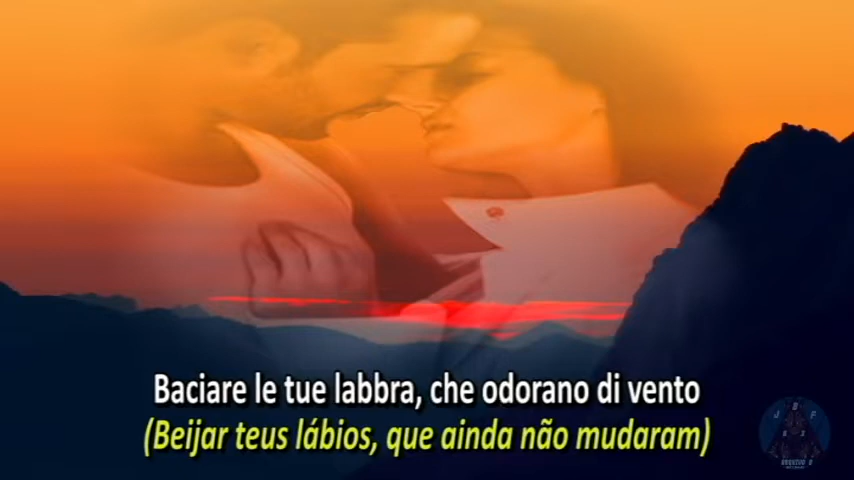 Baciare le tue labbra, che odorano di vento
(Beijar teus lábios, que ainda não mudaram)
J B F